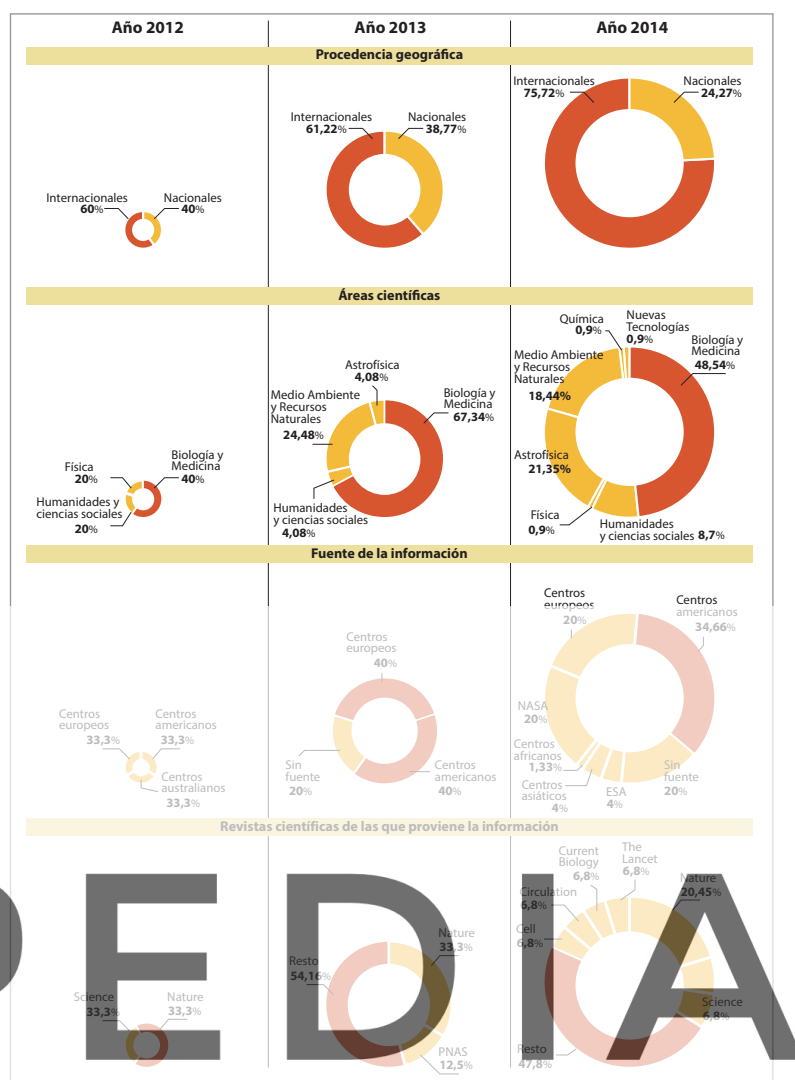 Año 2012
Año 2013
Año 2014
Procedencia geográfica
Internacionales
60%
Nacionales
40%
Internacionales
61,22%
Nacionales
38,77%
Internacionales
75,72%
Nacionales
24,27%
Áreas científicas
Física
20%
Biología y
Medicina
40%
Humanidades y
ciencias sociales
20%
Astrofísica
4,08%
Medio Ambiente
y Recursos
Naturales
24,48%
Biología y
Medicina
67,34%
Humanidades
y ciencias sociales
4,08%
Química
0,9%
Nuevas
Tecnologías
0,9%
Biología y
Medicina
48,54%
Medio Ambiente
y Recursos
Naturales
18,44%
Astrofísica
21,35%
Física
0,9%
Humanidades
y ciencias sociales 8,7%
Fuente de la información
Centros
europeos
33,3%
Centros
americanos
33,3%
Centros
australianos
33,3%
Centros
europeos
40%
Sin
fuente
20%
Centros
americanos
40%
Centros
europeos
20%
Centros
americanos
34,66%
NASA
20%
Centros
africanos
1,33%
Centros
asiáticos
4%
ESA
4%
Sin
fuente
20%
Revistas científicas de las que proviene la información
Science
33,3%
Nature
33,3%
Resto
54,16%
Nature
33,3%
PNAS
12,5%
Current
Biology
6,8%
The
Lancet
6,8%
Nature
20,45%
Circulation
6,8%
Cell
6,8%
Science
6,8%
Resto
47,8%
PEDIA